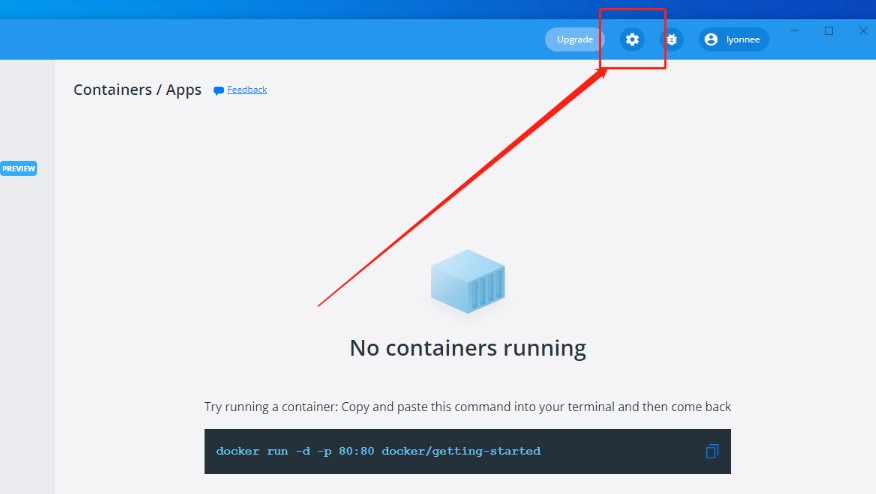 Upgrade
lyonnee
Containers / Apps
Feedback
PREVIEW
No containers running
Try running a container: Copy and paste this command into your terminal and then come back
docker run -d -p 80:80 docker/getting-started